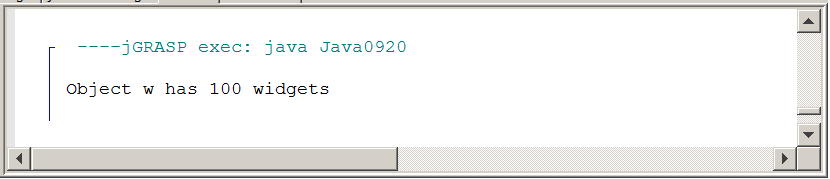 ----jGRASP exec: java Java0920
Object w has 100 widgets